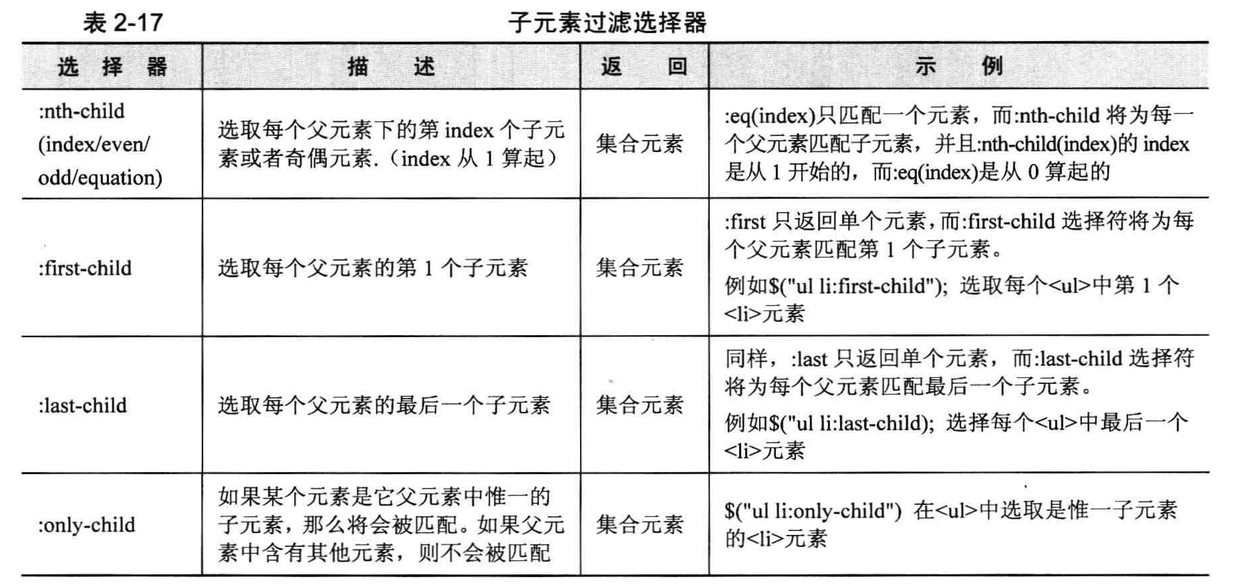 表 2-17 子元素过滤选择器
选 择 器 描 述 返 回 示 例
:nth-child
(index/even/
odd/equation)
选取每个父元素下的第 index 个子元
素或者奇偶元素.（index 从 1 算起）
集合元素
:eq(index)只匹配一个元素，而:nth-child 将为每一
个父元素匹配子元素，并且:nth-child(index)的 index
是从 1 开始的，而:eq(index)是从 0 算起的
:first-child
选取每个父元素的第 1 个子元素
集合元素
:first 只返回单个元素，而:first-child 选择符将为每
个父元素匹配第 1 个子元素。
例如$("ul li:first-child"); 选取每个<ul>中第 1 个
<li>元素
:last-child
选取每个父元素的最后一个子元素
集合元素
同样，:last 只返回单个元素，而:last-child 选择符
将为每个父元素匹配最后一个子元素。
例如$("ul li:last-child); 选择每个<ul>中最后一个
<li>元素
:only-child
如果某个元素是它父元素中惟一的
子元素，那么将会被匹配。如果父元
素中含有其他元素，则不会被匹配
集合元素
$("ul li:only-child") 在<ul>中选取是惟一子元素
的<li>元素